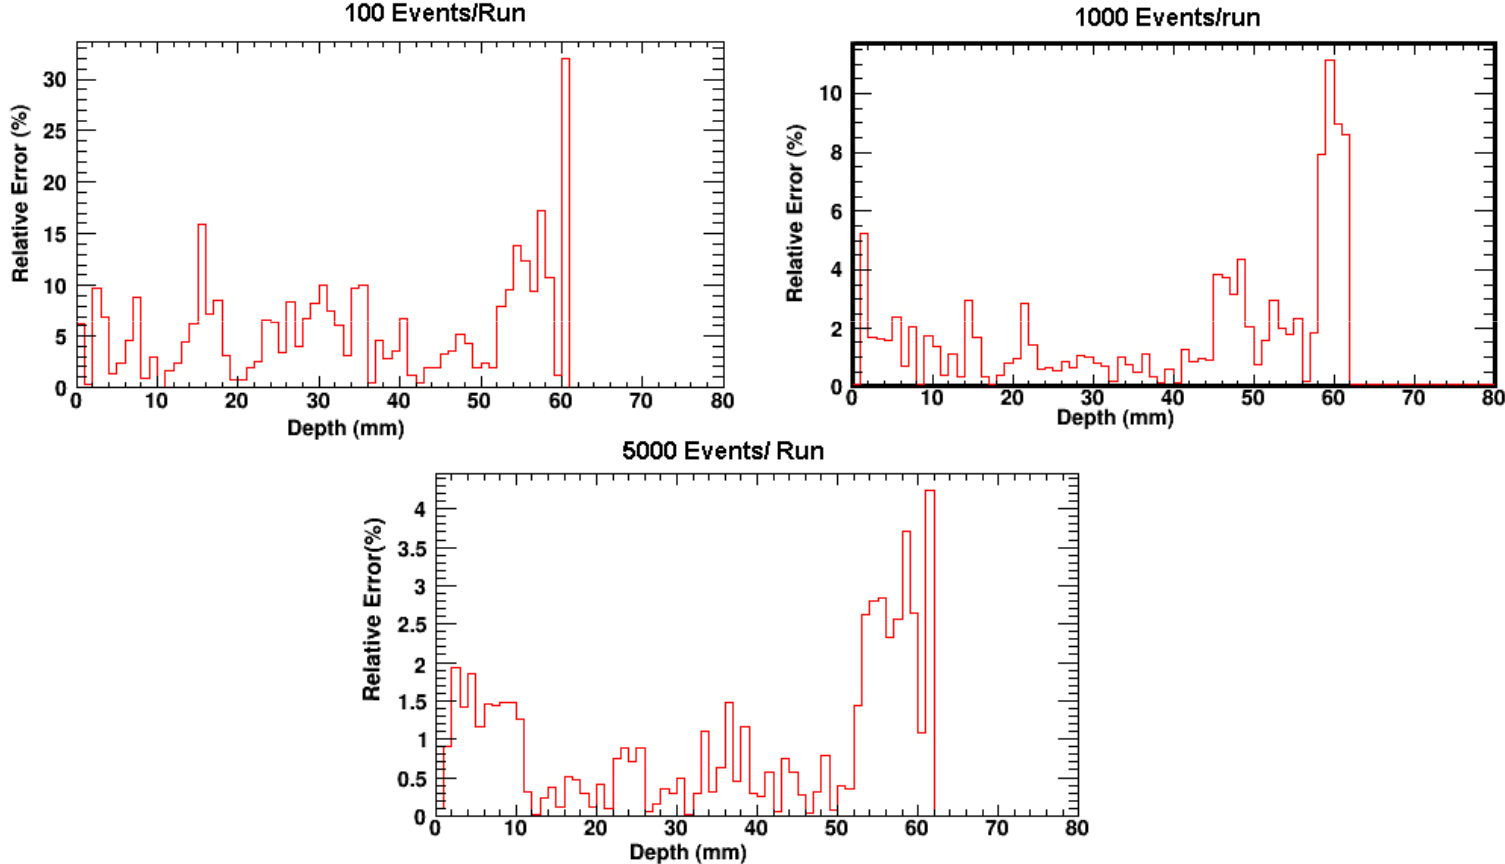 100 Events/Run
Relative Error (%)
30
25
20
15
10
5
0
0 10 20 30 40 50 60 70 80
Depth (mm)
1000 Events/run
Relative Error (%)
10
8
6
4
2
0
0 10 20 30 40 50 60 70 80
Depth (mm)
5000 Events/ Run
Relative Error(%)
4
3.5
3
2.5
2
1.5
1
0.5
0
0 10 20 30 40 50 60 70 80
Depth (mm)